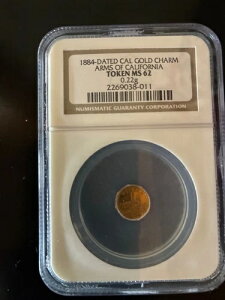 1884-DATED CAL GOLD CHARM
ARMS OF CALIFORNIA
TOKEN MS 62
0.22g
2269038-011
NUMISMATIC GUARANTY CORPORATION